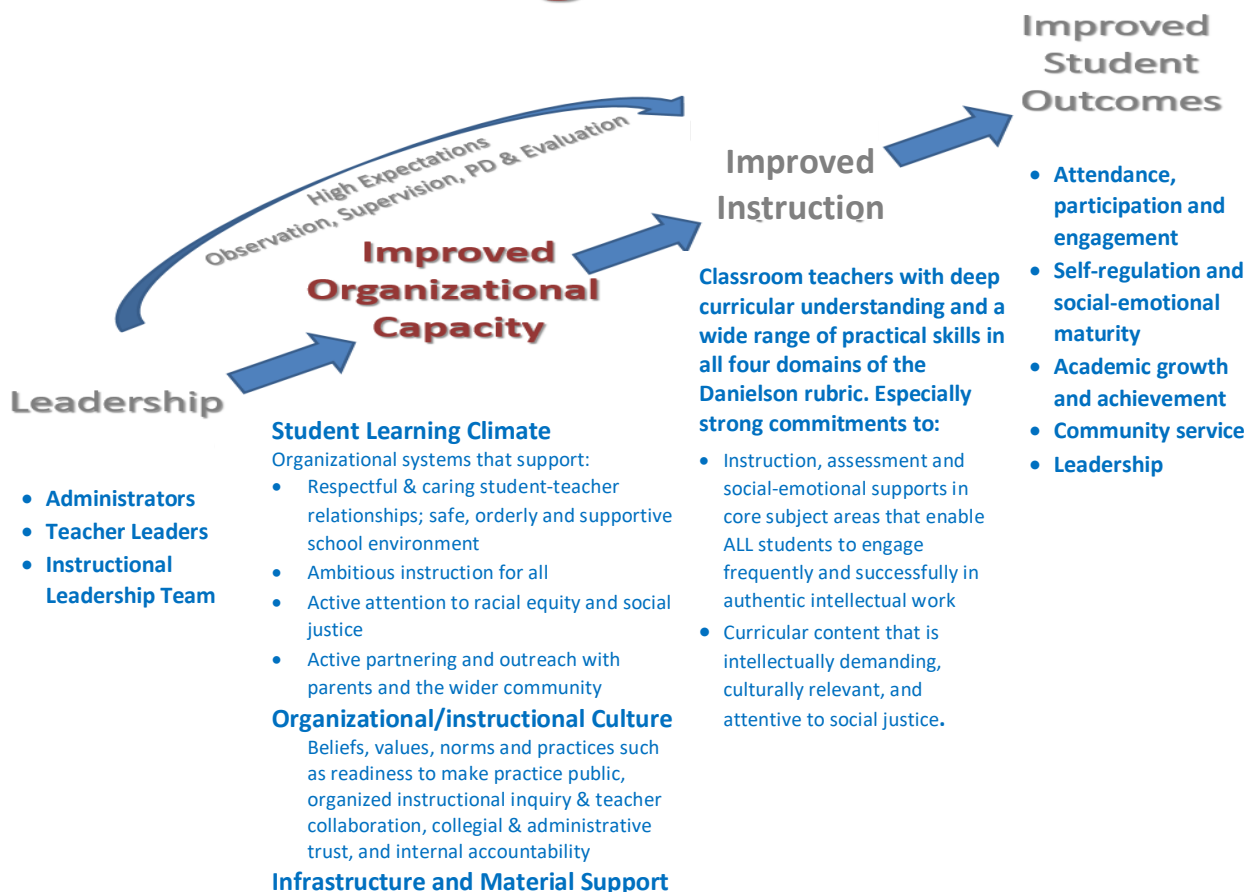 High Expectations
Observation, Supervision, PD & Evaluation
Leadership
• Administrators
• Teacher Leaders
• Instructional
Leadership Team
Improved
Organizational
Capacity
Student Learning Climate
Organizational systems that support:
• Respectful & caring student-teacher
relationships; safe, orderly and supportive
school environment
• Ambitious instruction for all
• Active attention to racial equity and social
justice
• Active partnering and outreach with
parents and the wider community
Organizational/instructional Culture
Beliefs, values, norms and practices such
as readiness to make practice public,
organized instructional inquiry & teacher
collaboration, collegial & administrative
trust, and internal accountability
Infrastructure and Material Support
Improved
Instruction
Classroom teachers with deep
curricular understanding and a
wide range of practical skills in
all four domains of the
Danielson rubric. Especially
strong commitments to:
• Instruction, assessment and
social-emotional supports in
core subject areas that enable
ALL students to engage
frequently and successfully in
authentic intellectual work
• Curricular content that is
intellectually demanding,
culturally relevant, and
attentive to social justice.
Improved
Student
Outcomes
• Attendance,
participation and
engagement
• Self-regulation and
social-emotional
maturity
• Academic growth
and achievement
• Community service
• Leadership